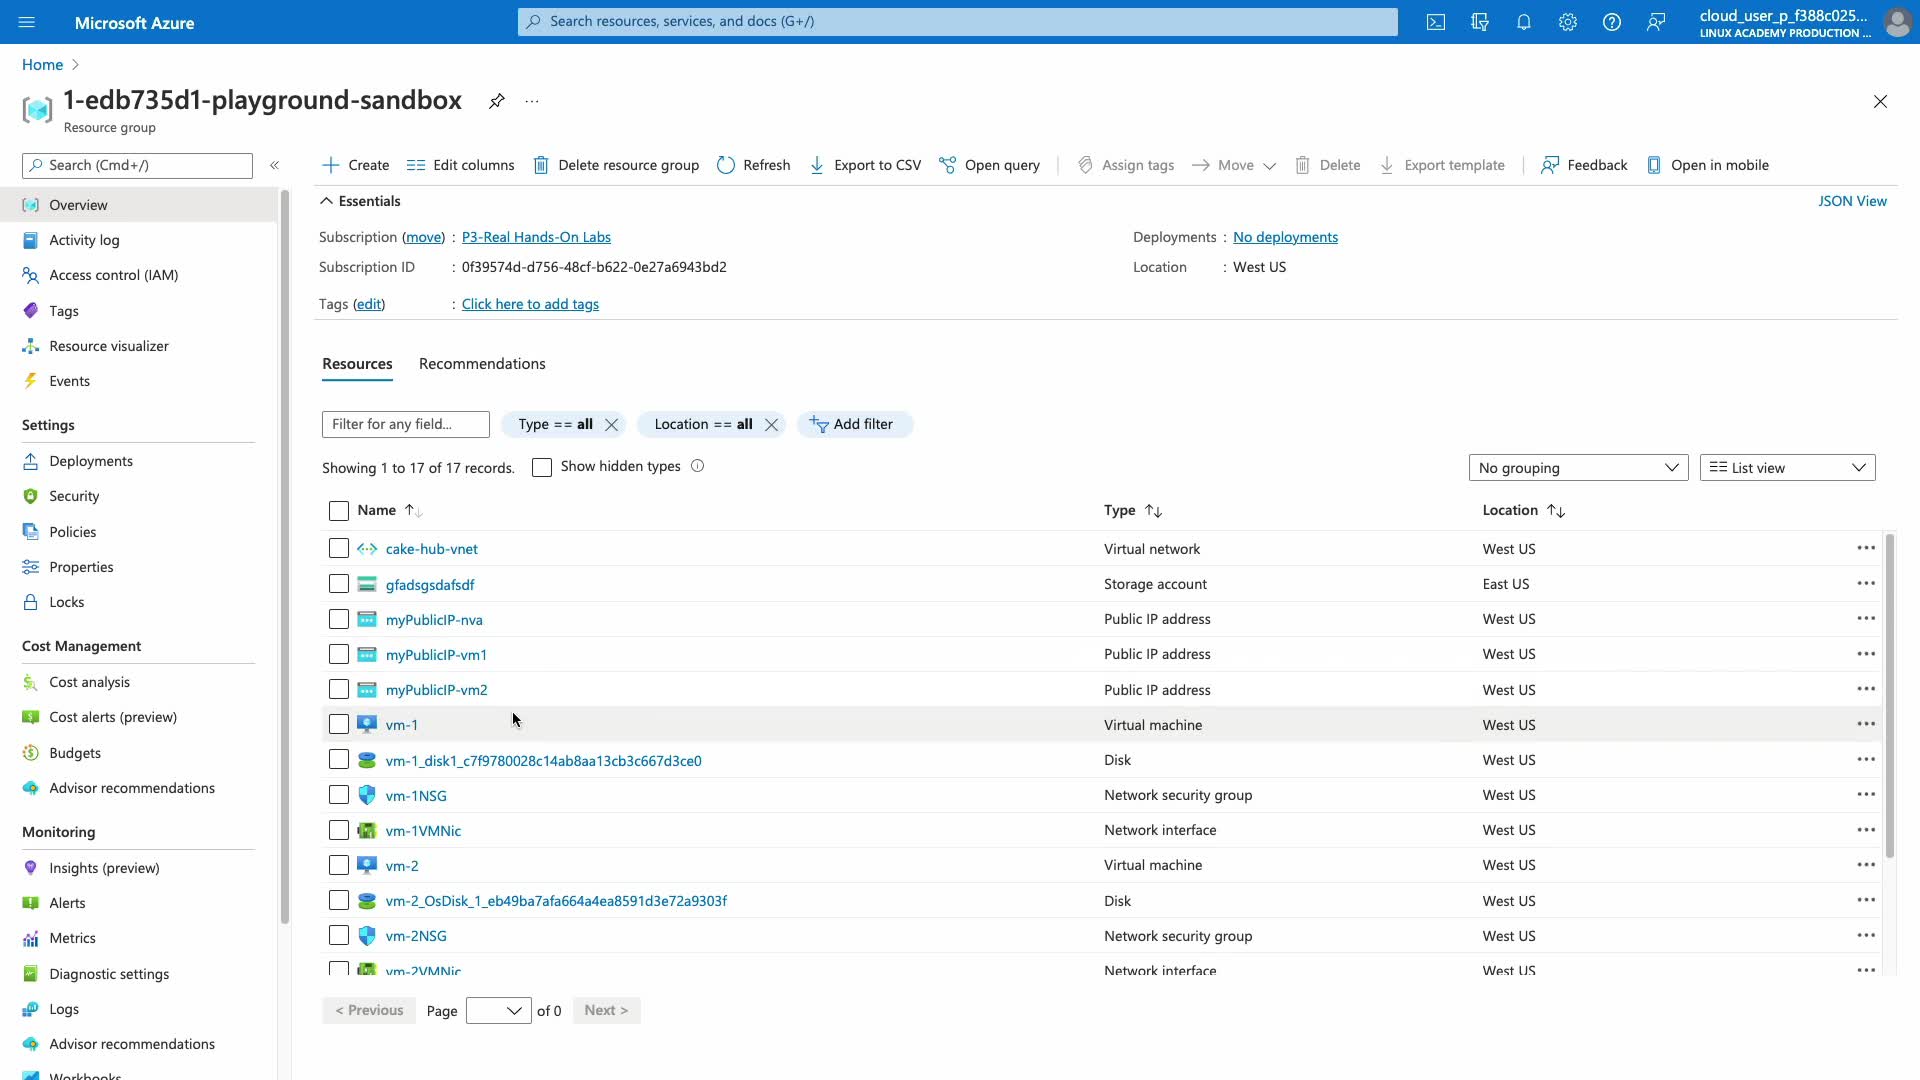 Microsoft Azure
Search resources, services, and docs (G+/)
cloud_user_p_f388c025...
LINUX ACADEMY PRODUCTION ...
Home
1-edb735d1-playground-sandbox
Resource group
Search (Cmd+/)
Create
Edit columns
Delete resource group
Refresh
Export to CSV
Open query
Assign tags
Move
Delete
Export template
Feedback
Open in mobile
Overview
Activity log
Access control (IAM)
Tags
Resource visualizer
Events
Settings
Deployments
Security
Policies
Properties
Locks
Cost Management
Cost analysis
Cost alerts (preview)
Budgets
Advisor recommendations
Monitoring
Insights (preview)
Alerts
Metrics
Diagnostic settings
Logs
Advisor recommendations
Workbooks
Essentials
JSON View
Subscription (move) : P3-Real Hands-On Labs
Deployments : No deployments
Subscription ID : 0f39574d-d756-48cf-b622-0e27a6943bd2
Location : West US
Tags (edit) : Click here to add tags
Resources
Recommendations
Filter for any field...
Type == all
Location == all
Add filter
Showing 1 to 17 of 17 records.
Show hidden types
No grouping
List view
Name Type Location
cake-hub-vnet Virtual network West US
gfadsgsdafsdf Storage account East US
myPublicIP-nva Public IP address West US
myPublicIP-vm1 Public IP address West US
myPublicIP-vm2 Public IP address West US
vm-1 Virtual machine West US
vm-1_disk1_c7f9780028c14ab8aa13cb3c667d3ce0 Disk West US
vm-1NSG Network security group West US
vm-1VMNic Network interface West US
vm-2 Virtual machine West US
vm-2_OsDisk_1_eb49ba7afa664a4ea8591d3e72a9303f Disk West US
vm-2NSG Network security group West US
vm-2VMNic Network interface West US
< Previous
Page
of 0
Next >